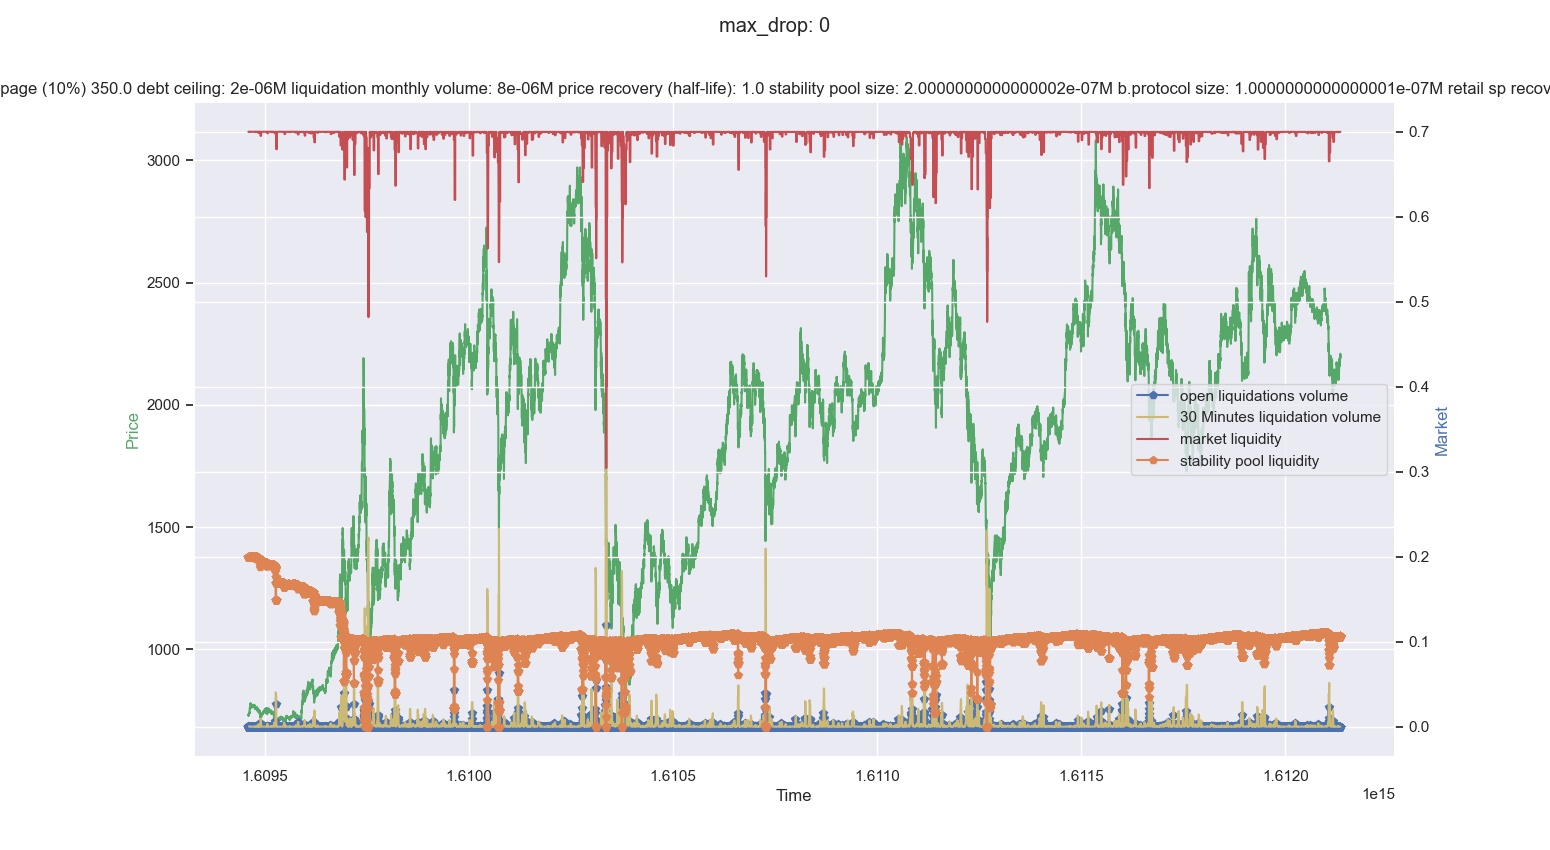 max_drop: 0
page (10%) 350.0 debt ceiling: 2e-06M liquidation monthly volume: 8e-06M price recovery (half-life): 1.0 stability pool size: 2.0000000000000002e-07M b.protocol size: 1.0000000000000001e-07M retail sp recov
3000
2500
2000
1500
1000
Price
0.7
0.6
0.5
0.4
0.3
0.2
0.1
0.0
Market
open liquidations volume
30 Minutes liquidation volume
market liquidity
stability pool liquidity
1.6095 1.6100 1.6105 1.6110 1.6115 1.6120
Time
1e15